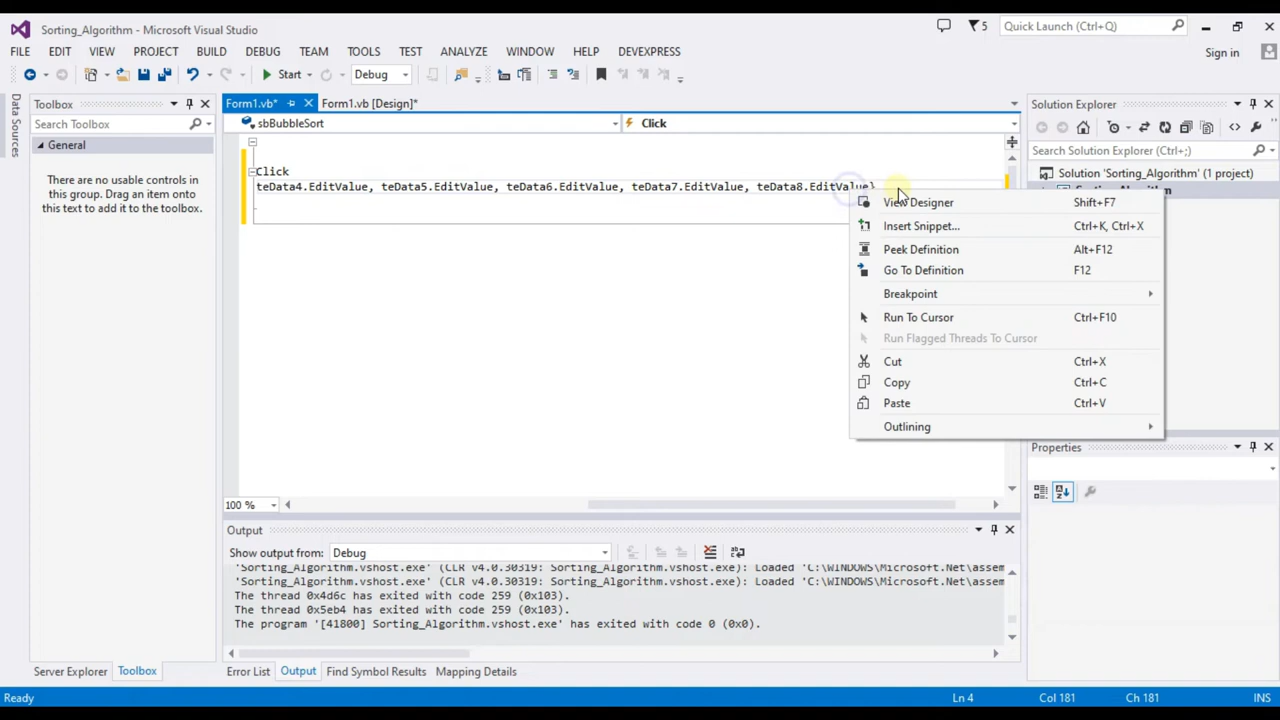 Sorting_Algorithm - Microsoft Visual Studio
5
Quick Launch (Ctrl+Q)
FILE EDIT VIEW PROJECT BUILD DEBUG TEAM TOOLS TEST ANALYZE WINDOW HELP DEVEXPRESS
Sign in
Start
Debug
Data Sources
Toolbox
Search Toolbox
General
There are no usable controls in
this group. Drag an item onto
this text to add it to the toolbox.
Form1.vb*
Form1.vb [Design]*
sbBubbleSort
Click
Click
teData4.EditValue, teData5.EditValue, teData6.EditValue, teData7.EditValue, teData8.EditValue}
View Designer Shift+F7
Insert Snippet... Ctrl+K, Ctrl+X
Peek Definition Alt+F12
Go To Definition F12
Breakpoint
Run To Cursor Ctrl+F10
Run Flagged Threads To Cursor
Cut Ctrl+X
Copy Ctrl+C
Paste Ctrl+V
Outlining
Solution Explorer
Search Solution Explorer (Ctrl+;)
Solution 'Sorting_Algorithm' (1 project)
Properties
100 %
Output
Show output from: Debug
'Sorting_Algorithm.vshost.exe' (CLR v4.0.30319: Sorting_Algorithm.vshost.exe): Loaded 'C:\WINDOWS\Microsoft.Net\assem
'Sorting_Algorithm.vshost.exe' (CLR v4.0.30319: Sorting_Algorithm.vshost.exe): Loaded 'C:\WINDOWS\Microsoft.Net\assem
The thread 0x4d6c has exited with code 259 (0x103).
The thread 0x5eb4 has exited with code 259 (0x103).
The program '[41800] Sorting_Algorithm.vshost.exe' has exited with code 0 (0x0).
Server Explorer Toolbox
Error List Output Find Symbol Results Mapping Details
Ready
Ln 4
Col 181
Ch 181
INS